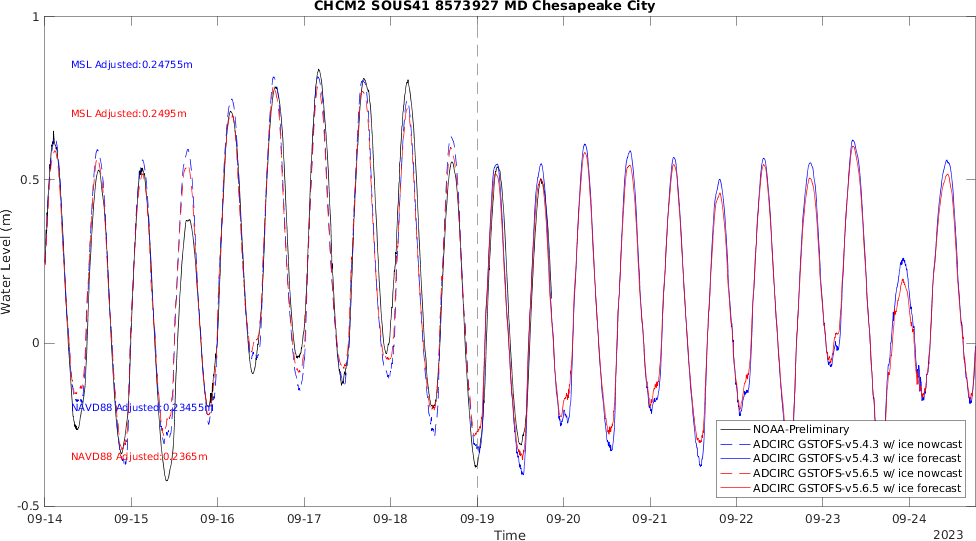 CHCM2 SOUS41 8573927 MD Chesapeake City
1
MSL Adjusted:0.24755m
MSL Adjusted:0.2495m
0.5
Water Level (m)
0
NAVD88 Adjusted:0.23455m
NAVD88 Adjusted:0.2365m
NOAA-Preliminary
ADCIRC GSTOFS-v5.4.3 w/ ice nowcast
ADCIRC GSTOFS-v5.4.3 w/ ice forecast
ADCIRC GSTOFS-v5.6.5 w/ ice nowcast
ADCIRC GSTOFS-v5.6.5 w/ ice forecast
-0.5
09-14 09-15 09-16 09-17 09-18 09-19 09-20 09-21 09-22 09-23 09-24
Time
2023